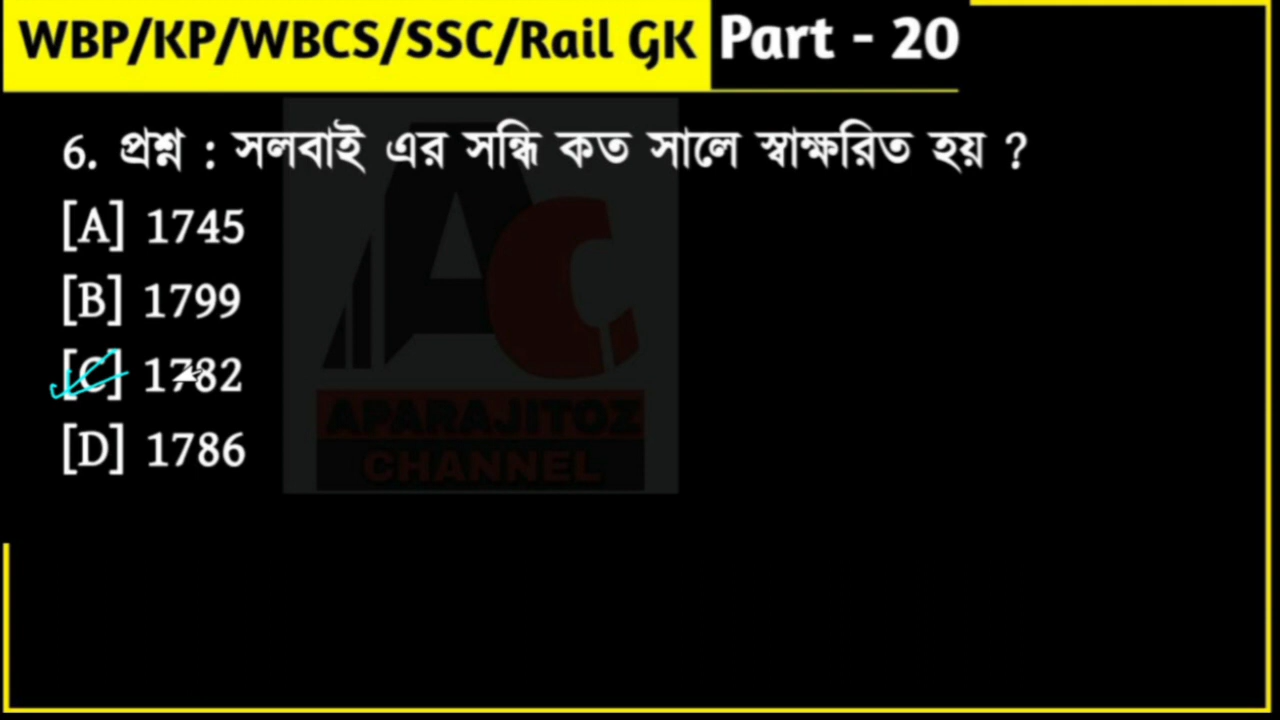 WBP/KP/WBCS/SSC/Rail GK Part - 20
6. প্রশ্ন : সলবাই এর সন্ধি কত সালে স্বাক্ষরিত হয় ?
[A] 1745
[B] 1799
[C] 1782
[D] 1786
AC
APARAJITOZ
CHANNEL